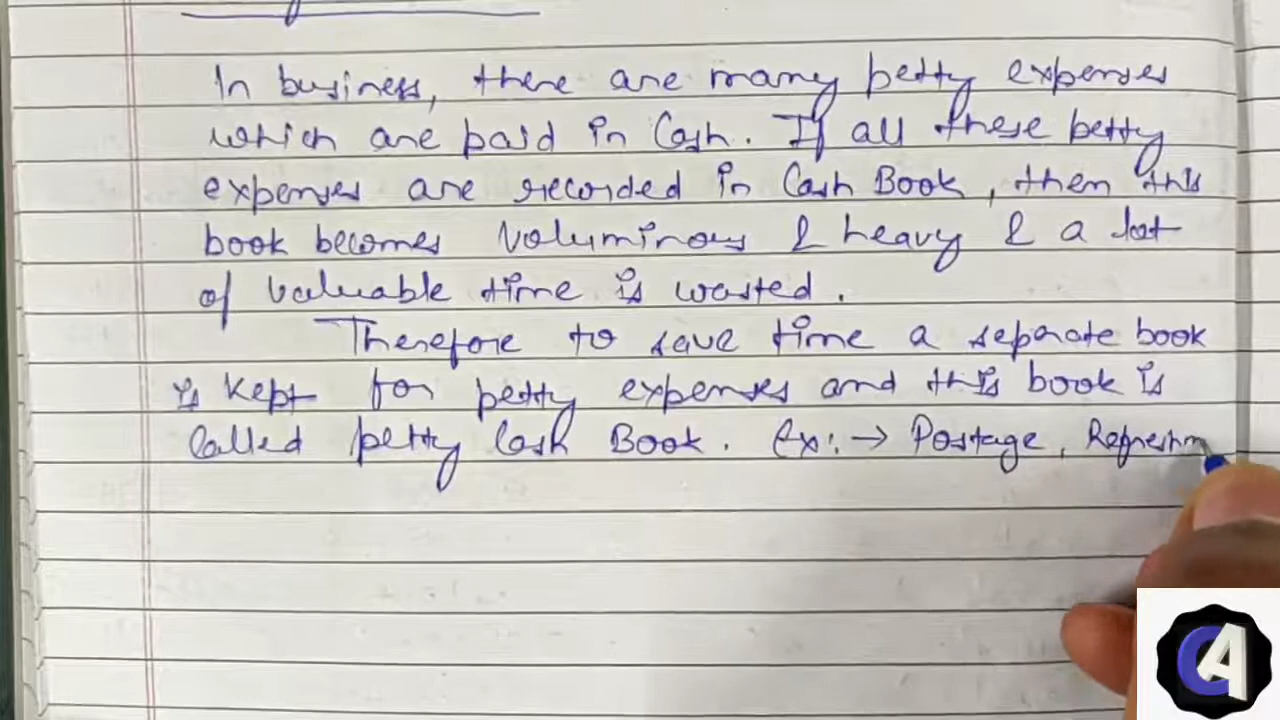 In business, there are many petty expenses
which are paid in Cash. If all these petty
expenses are recorded in Cash Book, then this
book becomes voluminous & heavy & a lot
of valuable time is wasted.
Therefore to save time a separate book
is kept for petty expenses and this book is
called petty Cash Book. Ex: → Postage, Refreshm
CA